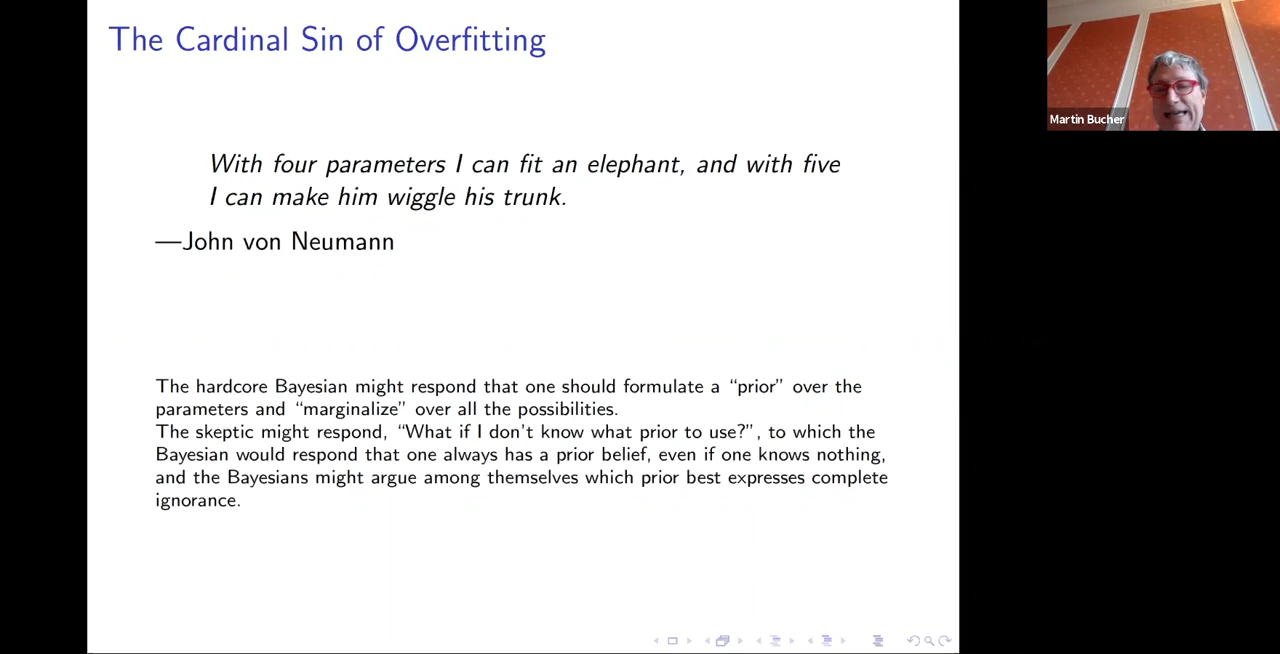 The Cardinal Sin of Overfitting
With four parameters I can fit an elephant, and with five
I can make him wiggle his trunk.
—John von Neumann
The hardcore Bayesian might respond that one should formulate a “prior” over the
parameters and “marginalize” over all the possibilities.
The skeptic might respond, “What if I don't know what prior to use?”, to which the
Bayesian would respond that one always has a prior belief, even if one knows nothing,
and the Bayesians might argue among themselves which prior best expresses complete
ignorance.
Martin Bucher